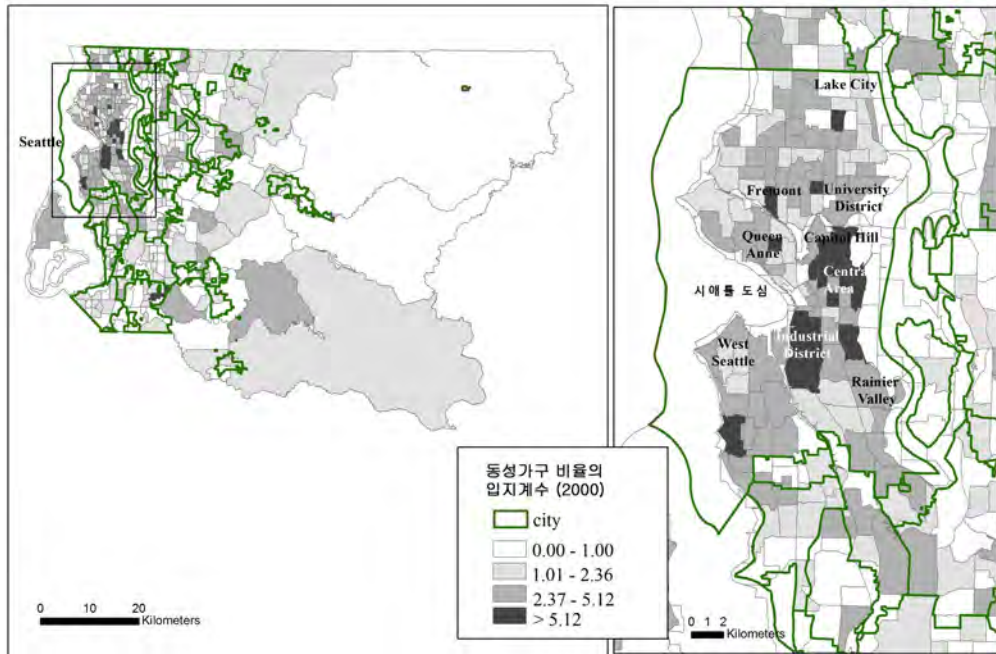 Seattle
0 10 20
Kilometers
동성가구 비율의
입지계수 (2000)
city
0.00 - 1.00
1.01 - 2.36
2.37 - 5.12
> 5.12
Lake City
Fremont
University
District
Queen
Anne
Capitol Hill
Central
Area
시애틀 도심
West
Seattle
Industrial
District
Rainier
Valley
0 1 2
Kilometers